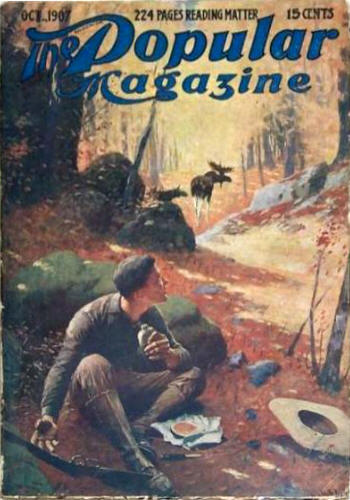 OCT., 1907 224 PAGES READING MATTER 15 CENTS
The Popular
Magazine